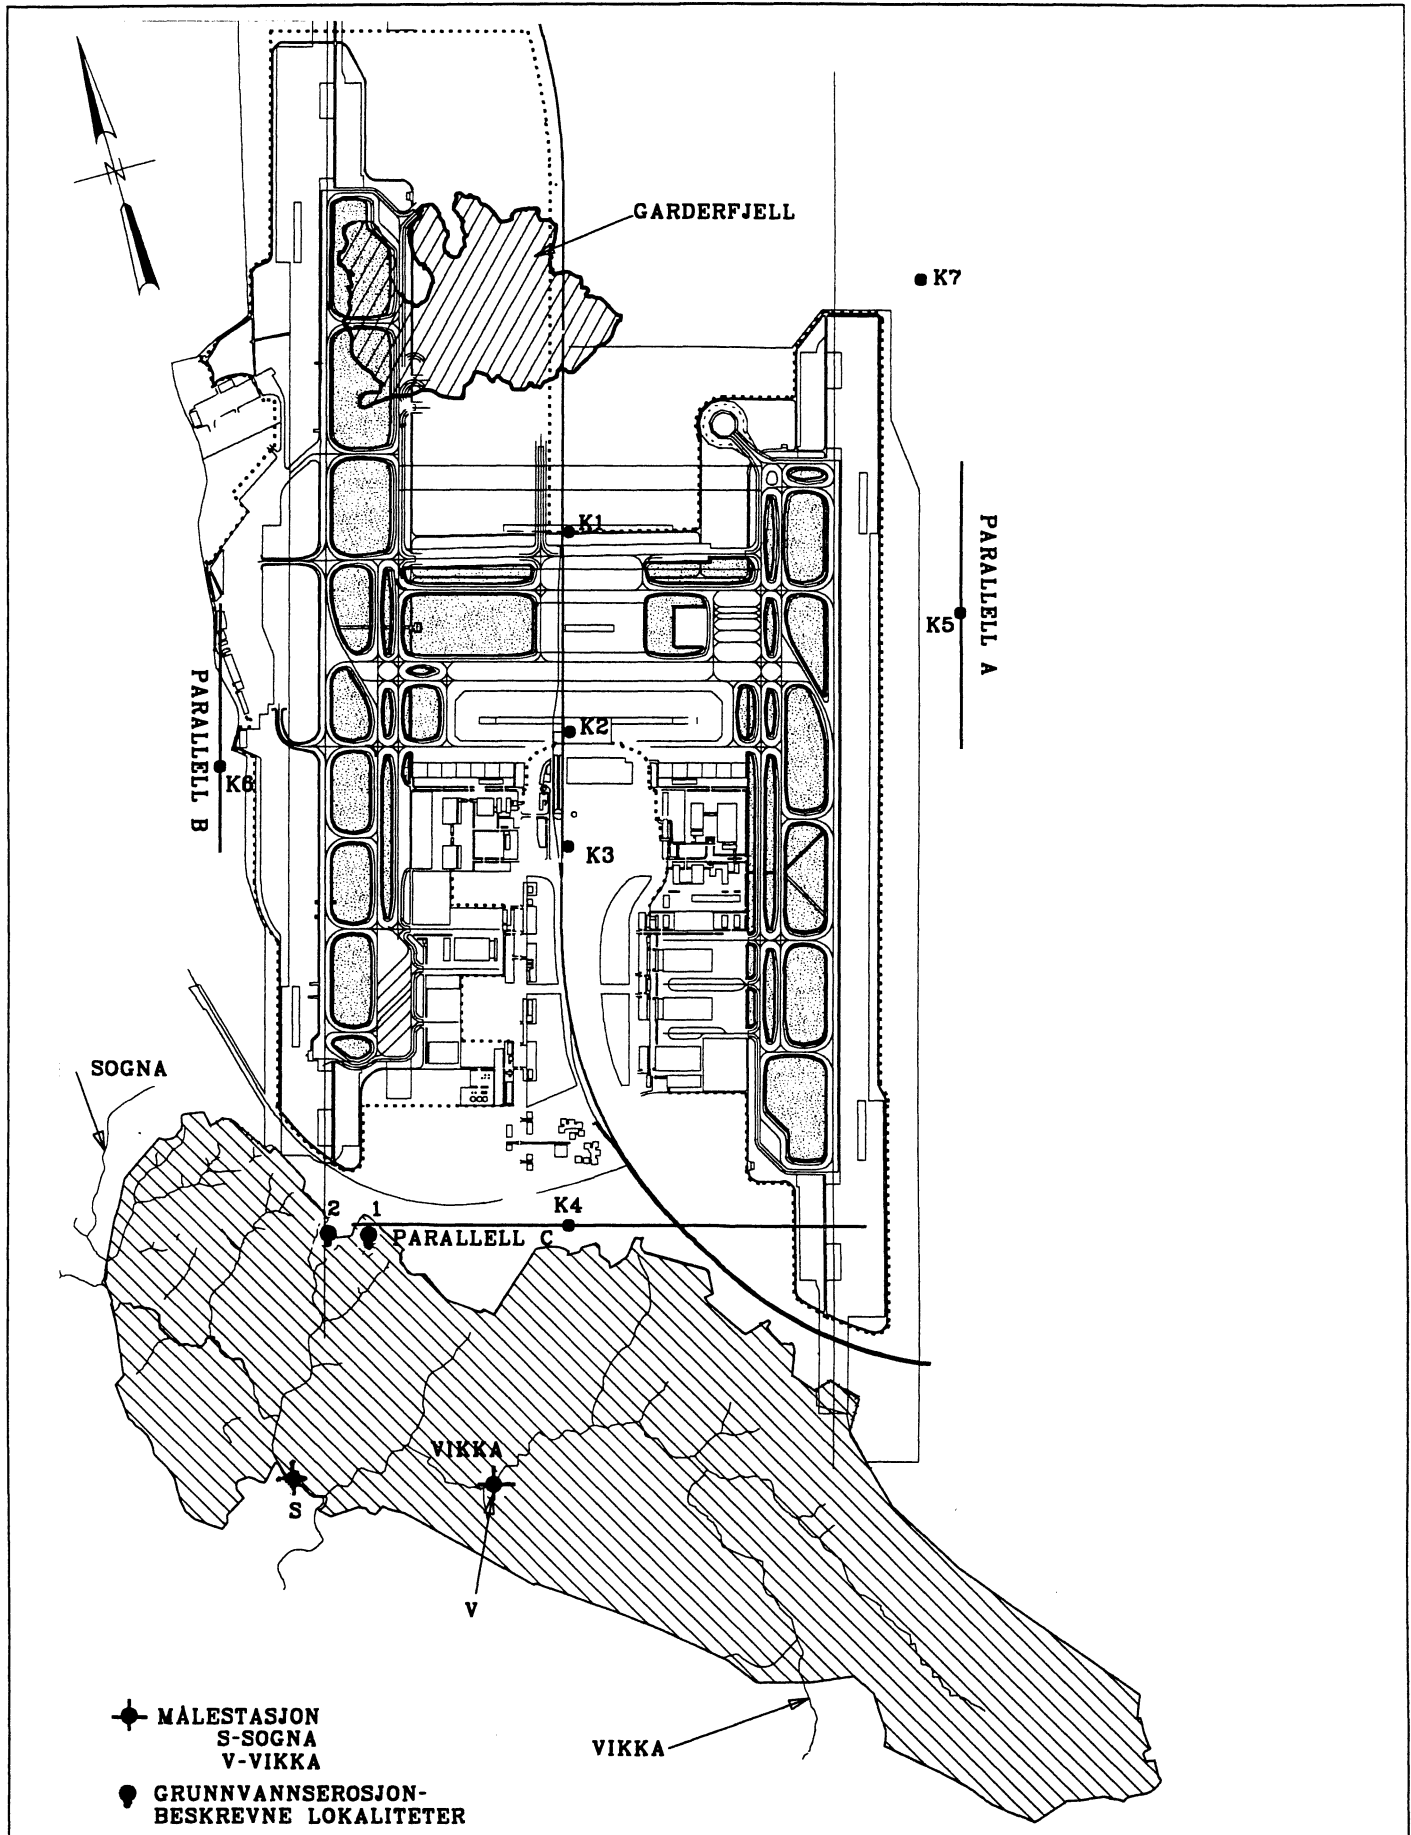 N
GARDERFJELL
K7
K1
PARALLELL A
K5
PARALLELL B
K2
K6
K3
SOGNA
2
1
K4
PARALLELL C
VIKKA
S
V
MÅLESTASJON
S-SOGNA
V-VIKKA
VIKKA
GRUNNVANNSEROSJON-
BESKREVNE LOKALITETER